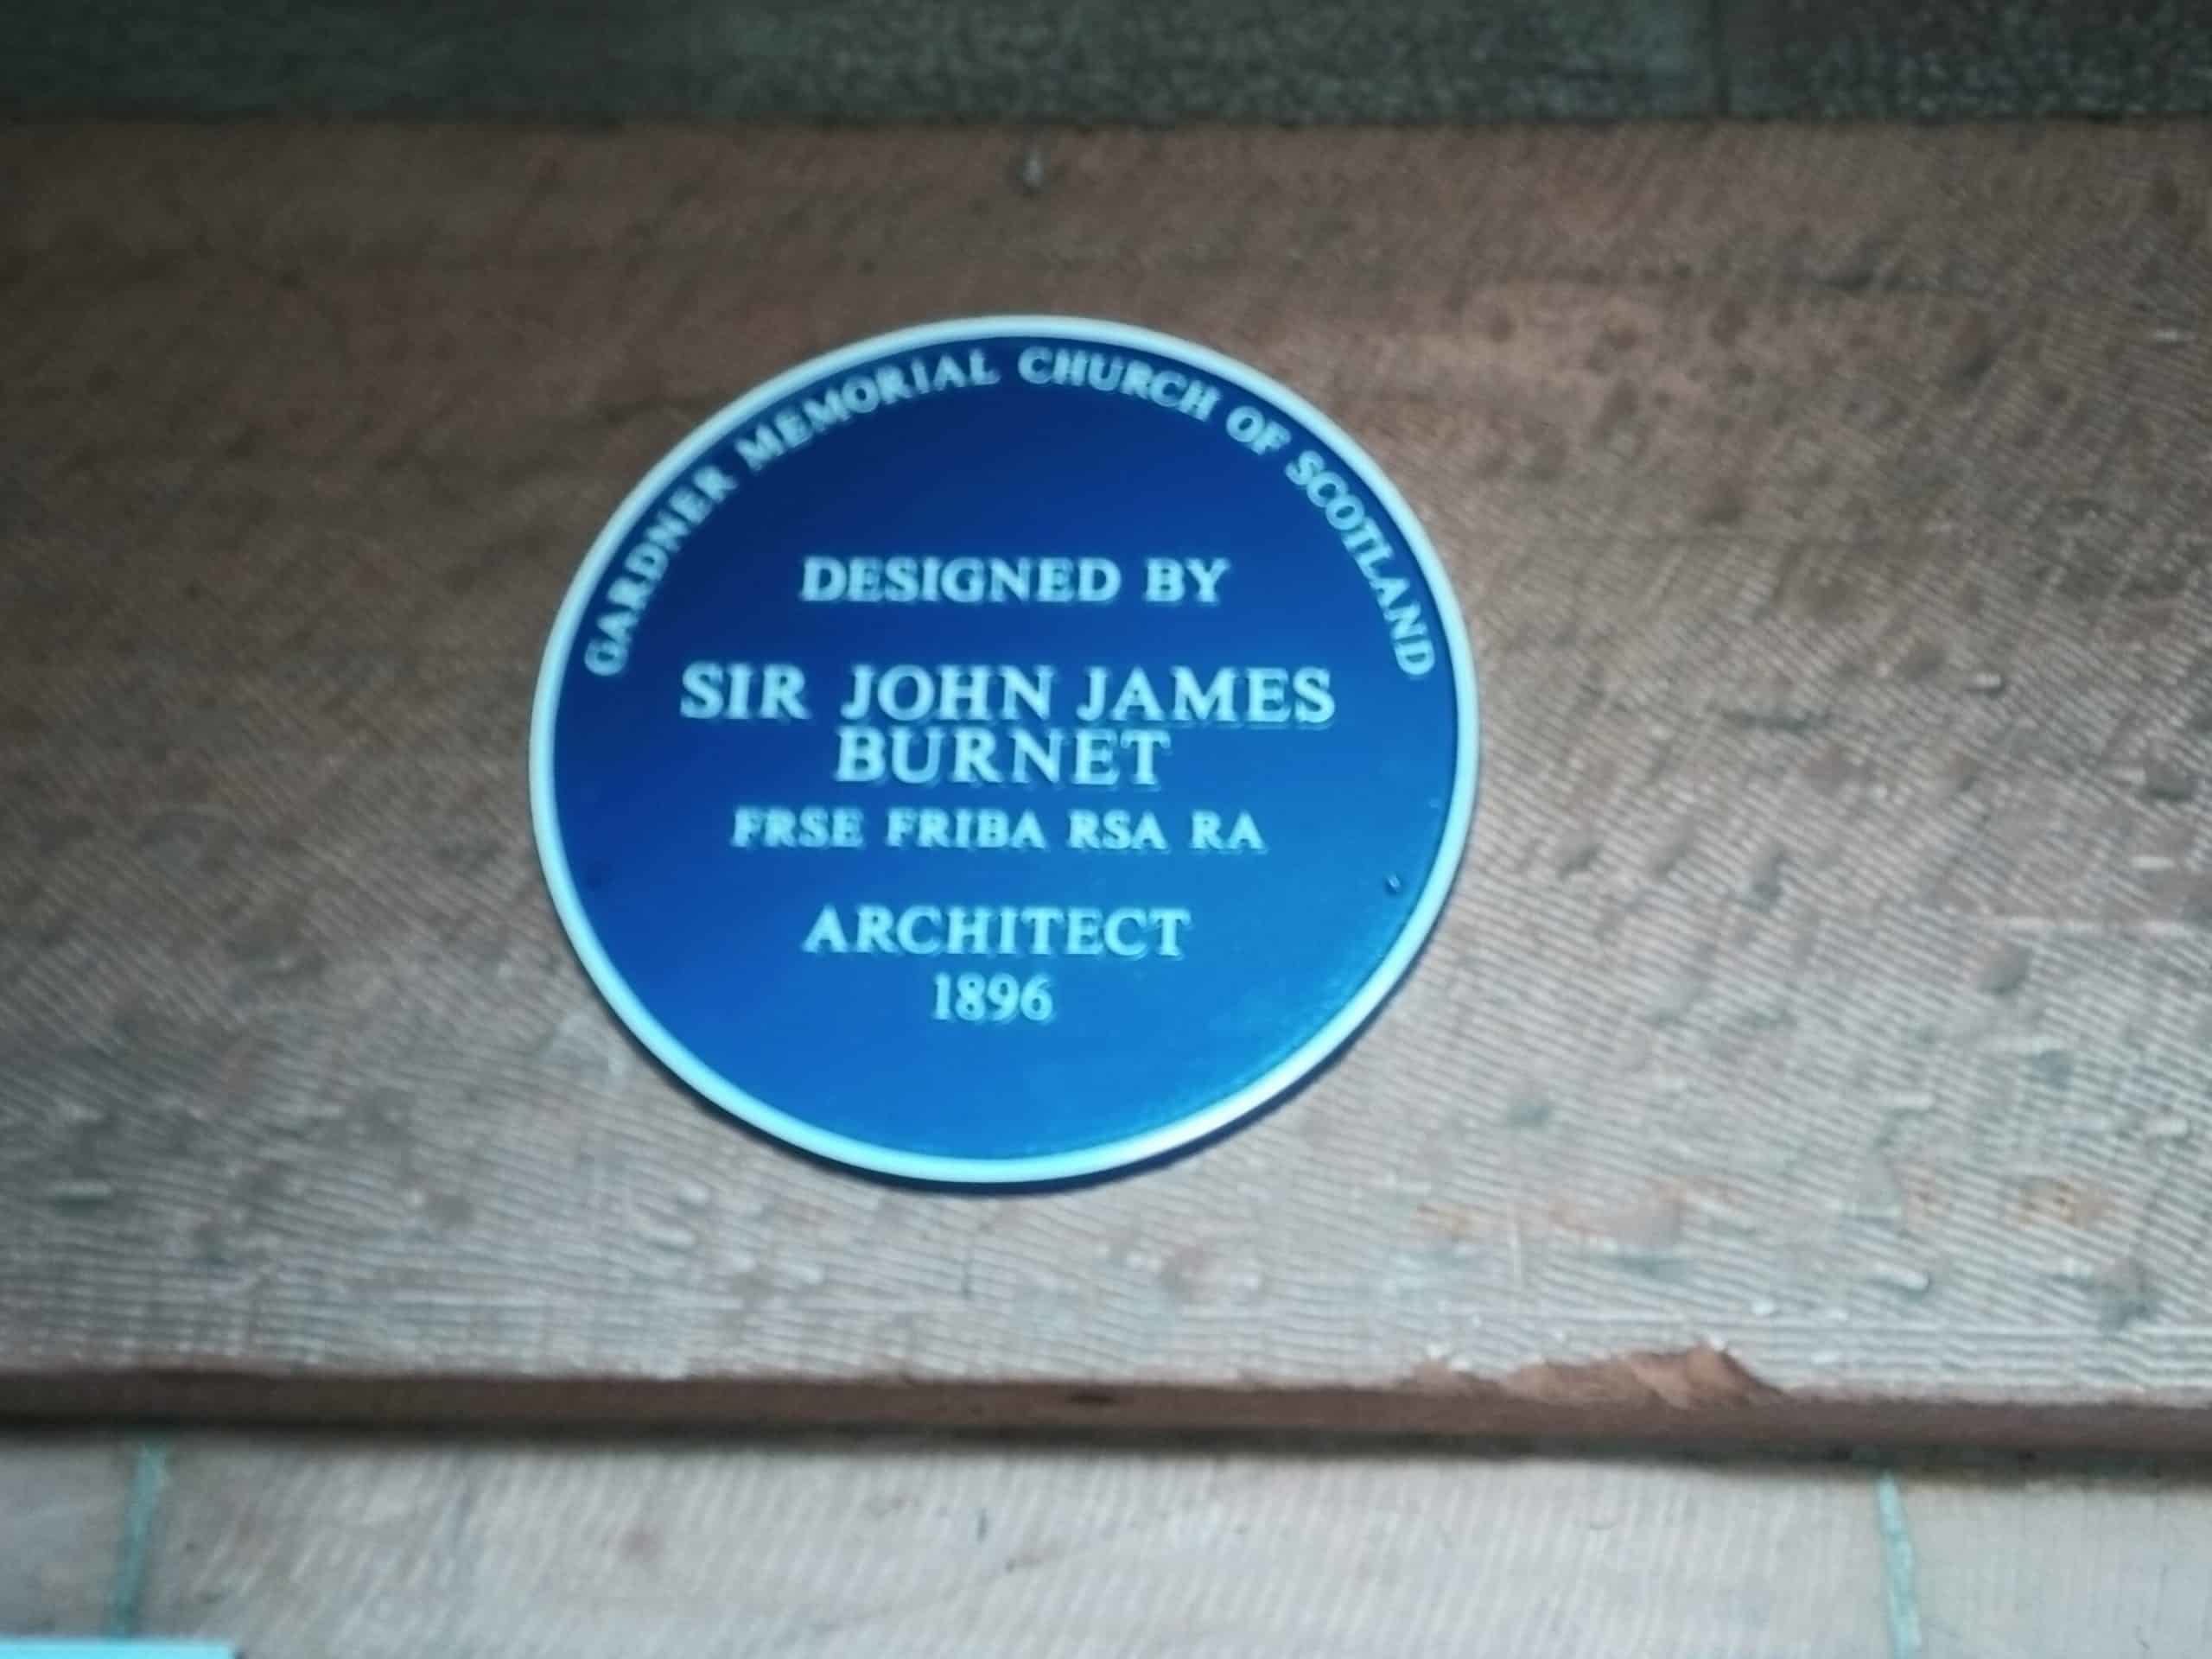 GARDNER MEMORIAL CHURCH OF SCOTLAND
DESIGNED BY
SIR JOHN JAMES
BURNET
FRSE FRIBA RSA RA
ARCHITECT
1896